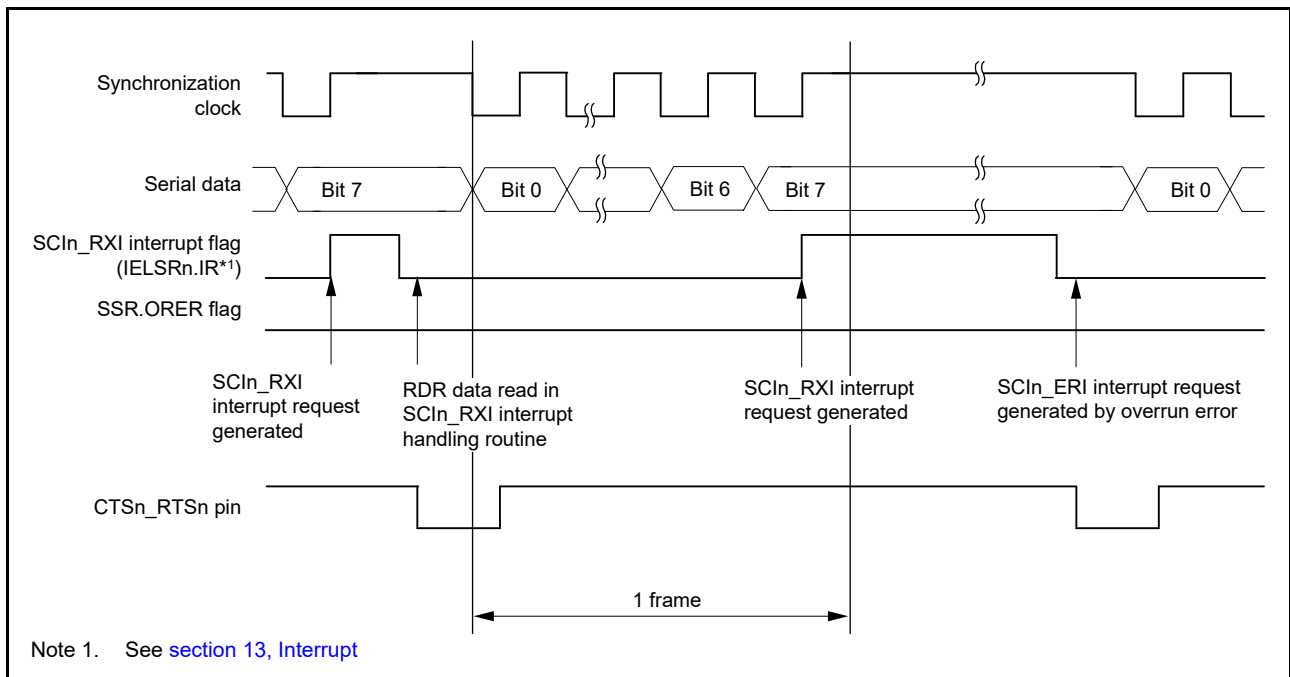 Synchronization
clock
Serial data
Bit 7
Bit 0
Bit 6
Bit 7
Bit 0
SCIn_RXI interrupt flag
(IELSRn.IR*1)
SSR.ORER flag
SCIn_RXI
interrupt request
generated
RDR data read in
SCIn_RXI interrupt
handling routine
SCIn_RXI interrupt
request generated
SCIn_ERI interrupt request
generated by overrun error
CTSn_RTSn pin
1 frame
Note 1. See section 13, Interrupt